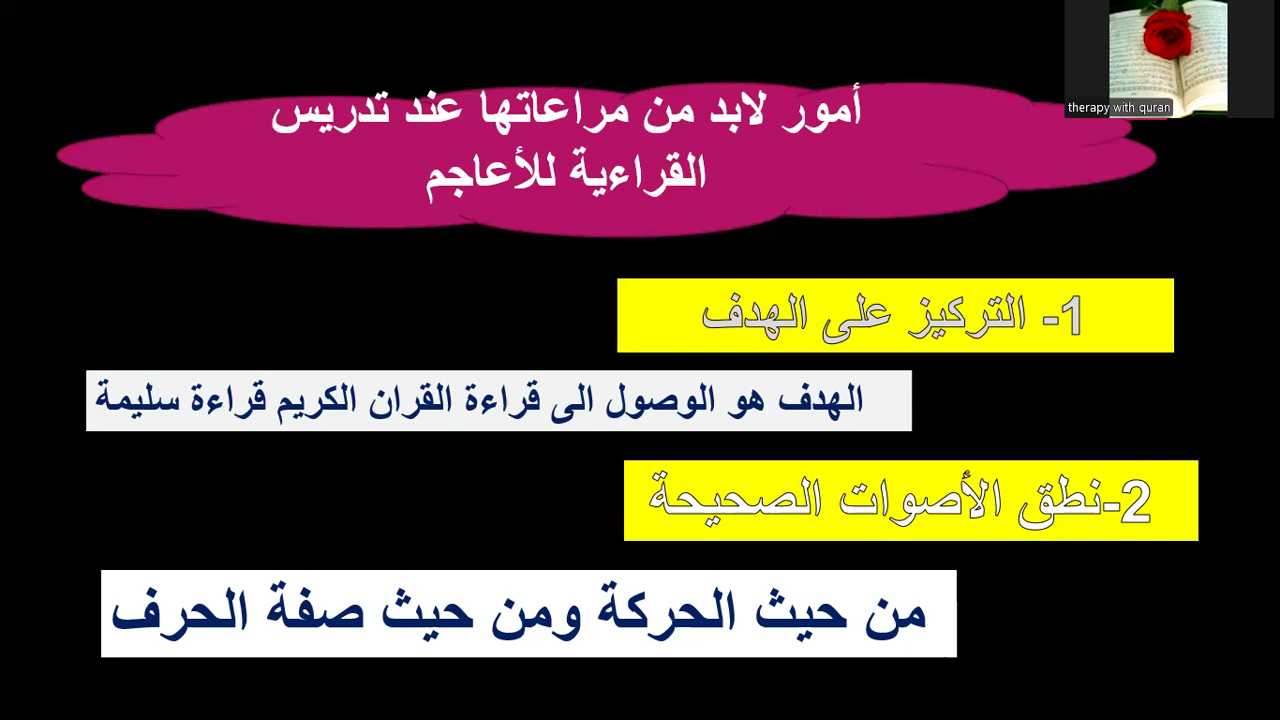 أمور لابد من مراعاتها عند تدريس
القراءية للأعاجم
therapy with quran
1- التركيز على الهدف
الهدف هو الوصول الى قراءة القران الكريم قراءة سليمة
2-نطق الأصوات الصحيحة
من حيث الحركة ومن حيث صفة الحرف